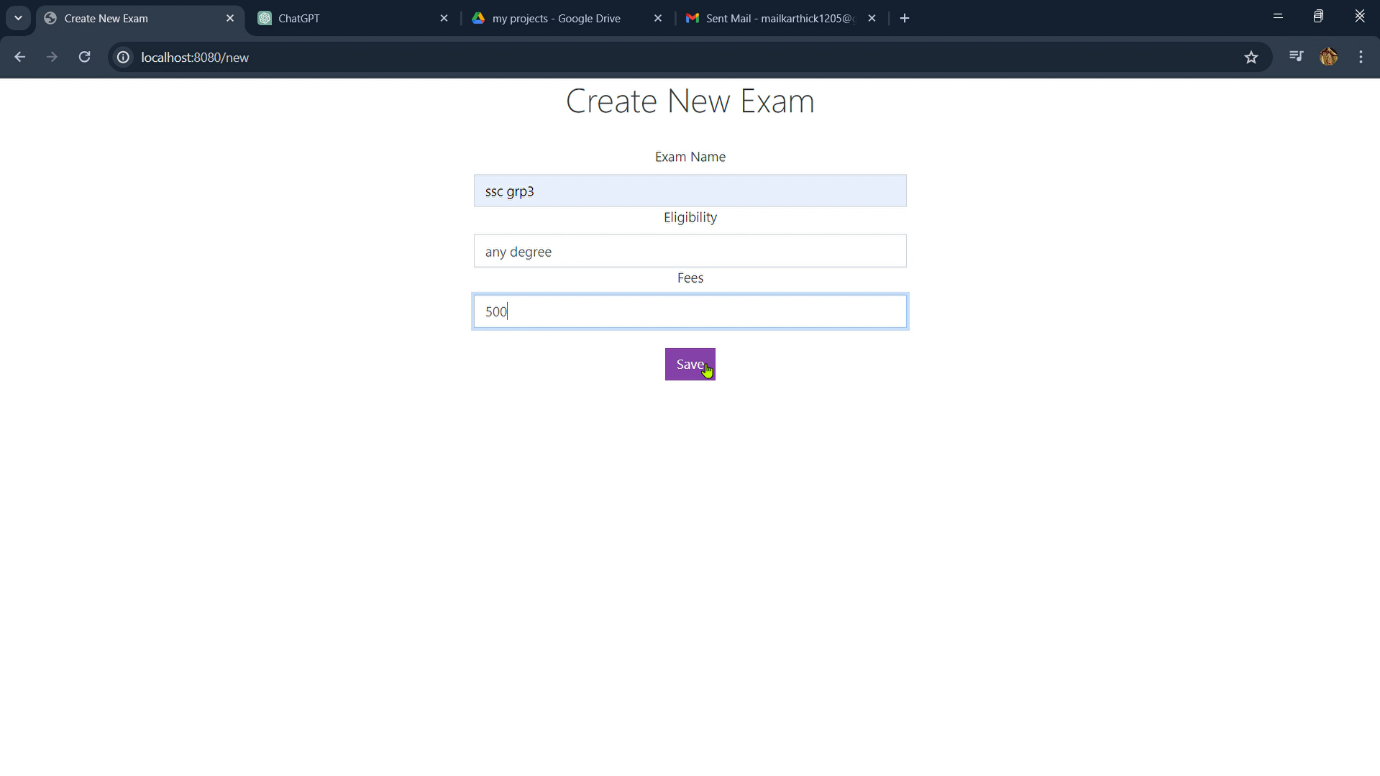 Create New Exam
ChatGPT
my projects - Google Drive
Sent Mail - mailkarthick1205@g
localhost:8080/new
Create New Exam
Exam Name
ssc grp3
Eligibility
any degree
Fees
500
Save